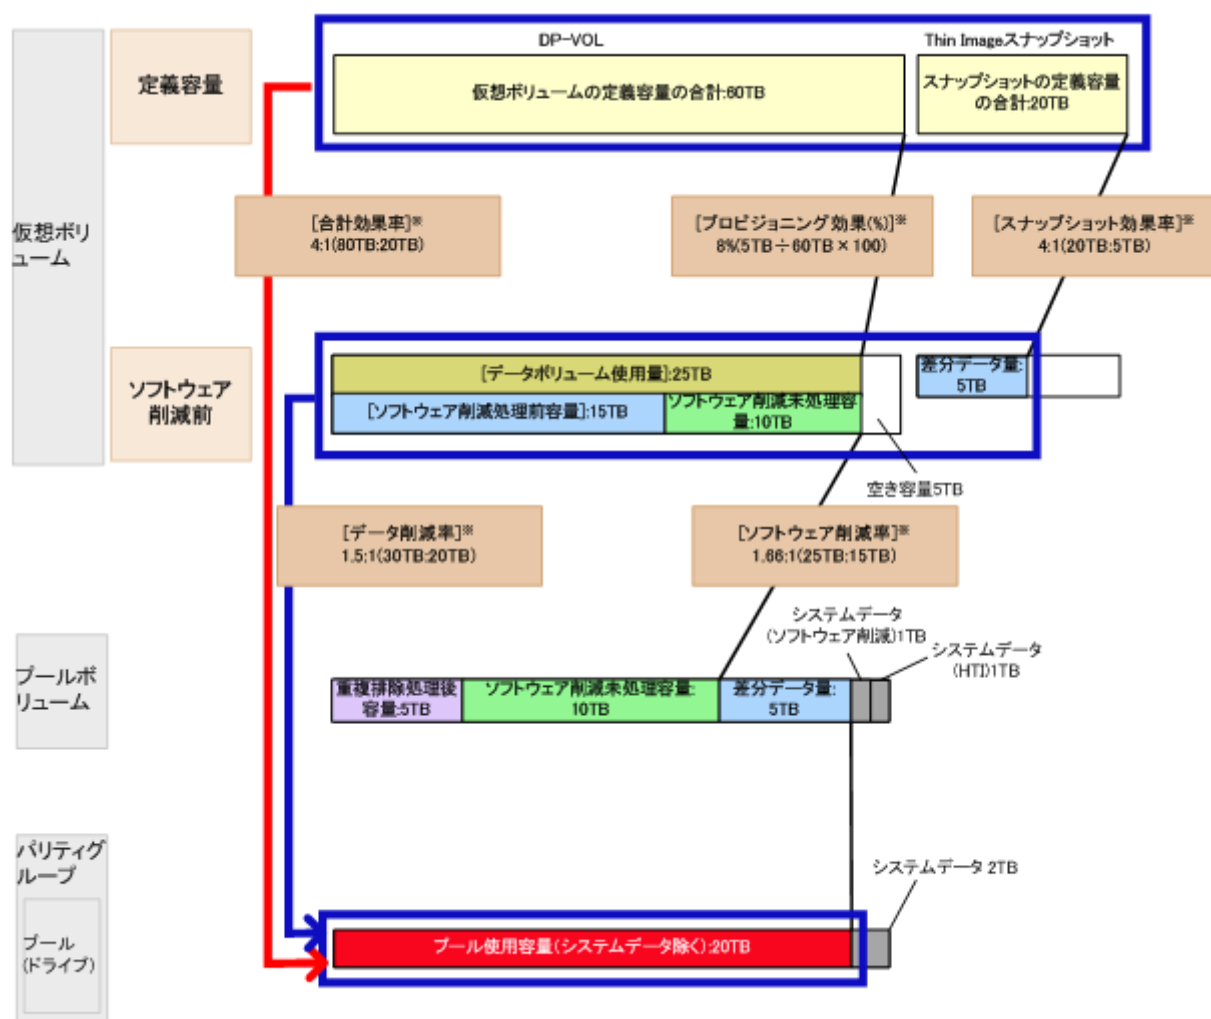 DP-VOL
Thin Imageスナップショット
定義容量
仮想ボリュームの定義容量の合計:60TB
スナップショットの定義容量
の合計:20TB
仮想ボリ
ューム
[合計効果率]※
4:1(80TB:20TB)
[プロビジョニング効果(%)]※
8%(5TB÷60TB×100)
[スナップショット効果率]※
4:1(20TB:5TB)
ソフトウェア
削減前
[データボリューム使用量]:25TB
[ソフトウェア削減処理前容量]:15TB
ソフトウェア削減未処理容
量:10TB
差分データ量:
5TB
空き容量5TB
[データ削減率]※
1.5:1(30TB:20TB)
[ソフトウェア削減率]※
1.66:1(25TB:15TB)
システムデータ
(ソフトウェア削減)1TB
システムデータ
(HTI)1TB
プールボ
リューム
重複排除処理後
容量:5TB
ソフトウェア削減未処理容量:
10TB
差分データ量:
5TB
パリティグ
ループ
システムデータ 2TB
プール
(ドライブ)
プール使用容量(システムデータ除く):20TB